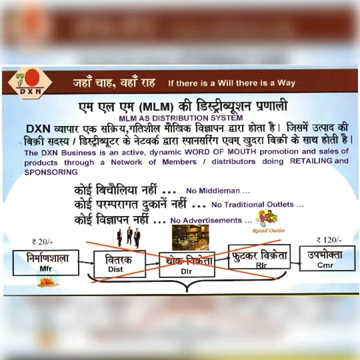 DXN
जहाँ चाह, वहाँ राह If there is a Will there is a Way
एम एल एम (MLM) की डिस्ट्रीब्यूशन प्रणाली
MLM AS DISTRIBUTION SYSTEM
DXN व्यापार एक सक्रिय,गतिशील मौखिक विज्ञापन द्वारा होता है। जिसमें उत्पाद की
बिक्री सदस्य / डिस्ट्रीब्यूटर के नेटवर्क द्वारा स्पानसरिंग एवम् खुदरा बिक्री के साथ होती है।
The DXN Business is an active, dynamic WORD OF MOUTH promotion and sales of
products through a Network of Members / distributors doing RETAILING and
SPONSORING
कोई बिचौलिया नहीं ... No Middleman ...
कोई परम्परागत दुकानें नहीं ... No Traditional Outlets ...
कोई विज्ञापन नहीं ... No Advertisements ...
Retail Outlet
₹ 20/- ₹ 120/-
निर्माणशाला वितरक थोक विक्रेता फुटकर विक्रेता उपभोक्ता
Mfr Dist Dlr Rlr Cmr